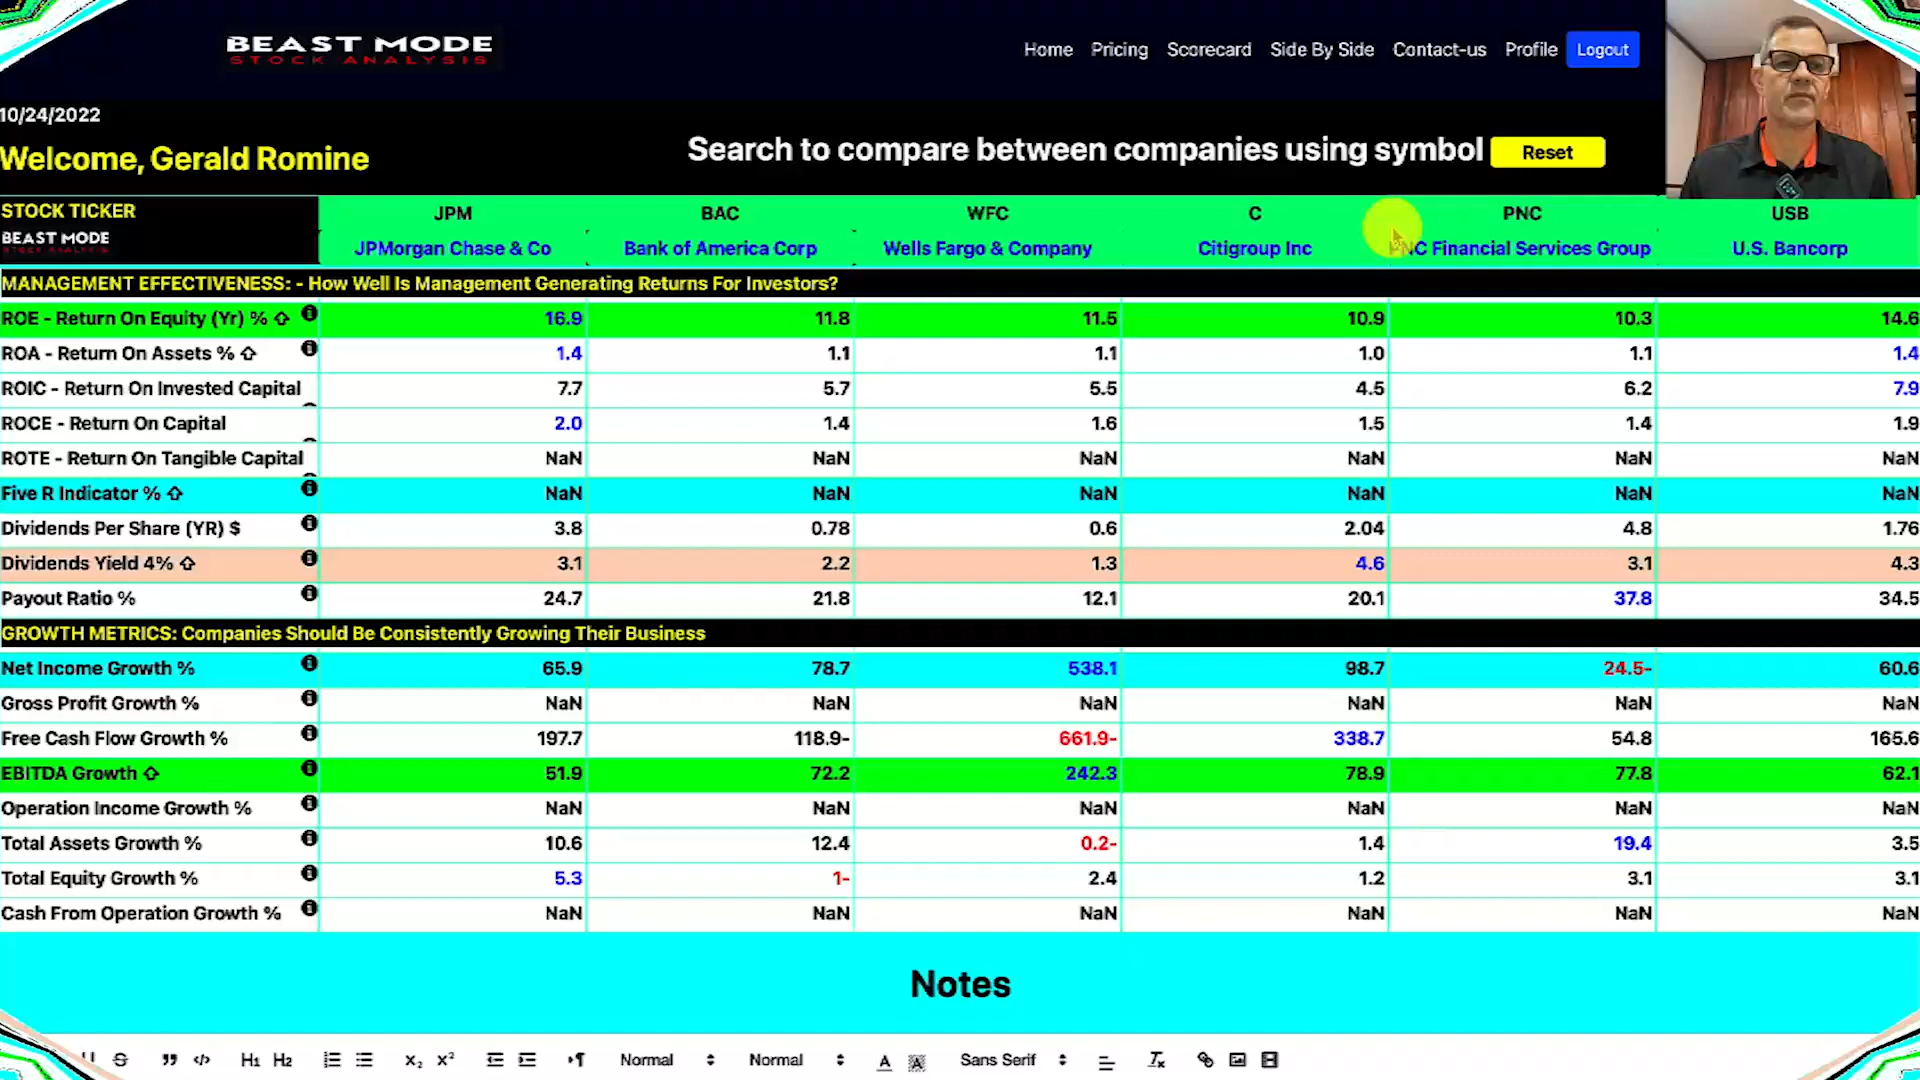 BEAST MODE
STOCK ANALYSIS
Home Pricing Scorecard Side By Side Contact-us Profile Logout
10/24/2022
Welcome, Gerald Romine
Search to compare between companies using symbol Reset
STOCK TICKER JPM BAC WFC C PNC USB
BEAST MODE JPMorgan Chase & Co Bank of America Corp Wells Fargo & Company Citigroup Inc PNC Financial Services Group U.S. Bancorp
MANAGEMENT EFFECTIVENESS: - How Well Is Management Generating Returns For Investors?
ROE - Return On Equity (Yr) % 16.9 11.8 11.5 10.9 10.3 14.6
ROA - Return On Assets % 1.4 1.1 1.1 1.0 1.1 1.4
ROIC - Return On Invested Capital 7.7 5.7 5.5 4.5 6.2 7.9
ROCE - Return On Capital 2.0 1.4 1.6 1.5 1.4 1.9
ROTE - Return On Tangible Capital NaN NaN NaN NaN NaN NaN
Five R Indicator % NaN NaN NaN NaN NaN NaN
Dividends Per Share (YR) $ 3.8 0.78 0.6 2.04 4.8 1.76
Dividends Yield 4% 3.1 2.2 1.3 4.6 3.1 4.3
Payout Ratio % 24.7 21.8 12.1 20.1 37.8 34.5
GROWTH METRICS: Companies Should Be Consistently Growing Their Business
Net Income Growth % 65.9 78.7 538.1 98.7 24.5- 60.6
Gross Profit Growth % NaN NaN NaN NaN NaN NaN
Free Cash Flow Growth % 197.7 118.9- 661.9- 338.7 54.8 165.6
EBITDA Growth 51.9 72.2 242.3 78.9 77.8 62.1
Operation Income Growth % NaN NaN NaN NaN NaN NaN
Total Assets Growth % 10.6 12.4 0.2- 1.4 19.4 3.5
Total Equity Growth % 5.3 1- 2.4 1.2 3.1 3.1
Cash From Operation Growth % NaN NaN NaN NaN NaN NaN
Notes
H1 H2 Normal Normal Sans Serif